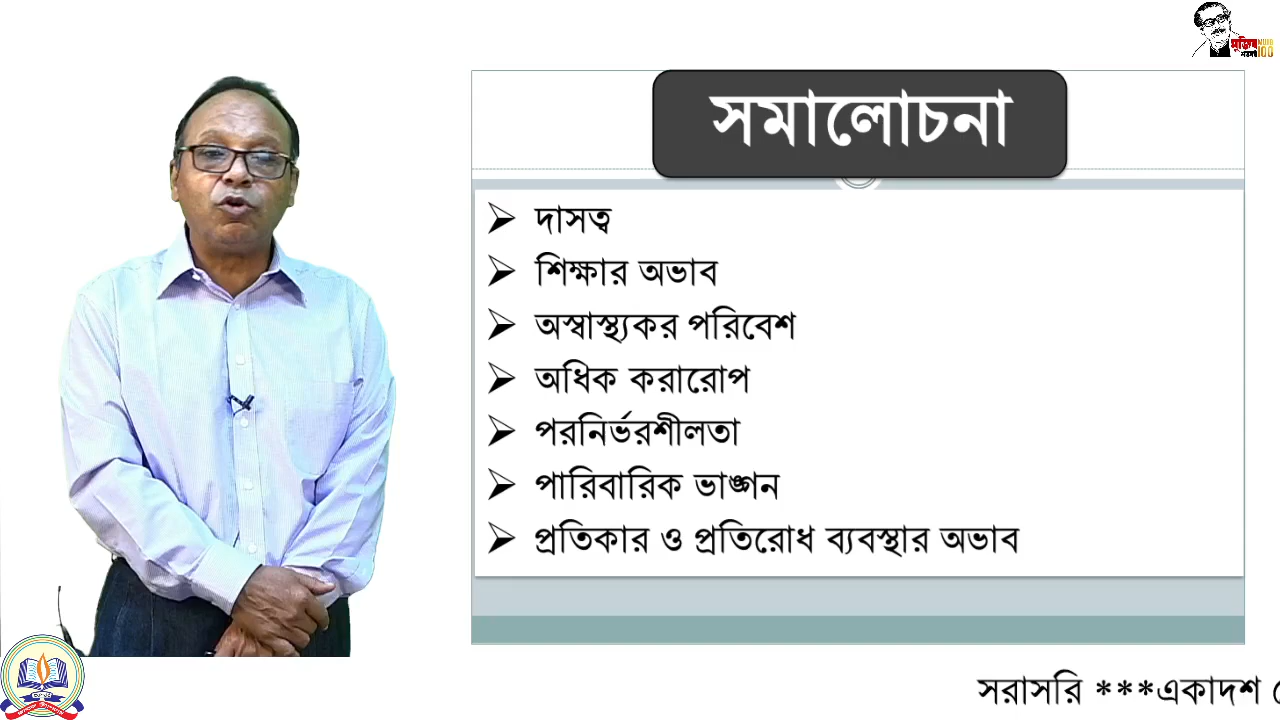 সমালোচনা
দাসত্ব
শিক্ষার অভাব
অস্বাস্থ্যকর পরিবেশ
অধিক করারোপ
পরনির্ভরশীলতা
পারিবারিক ভাঙ্গন
প্রতিকার ও প্রতিরোধ ব্যবস্থার অভাব
সরাসরি ***একাদশ